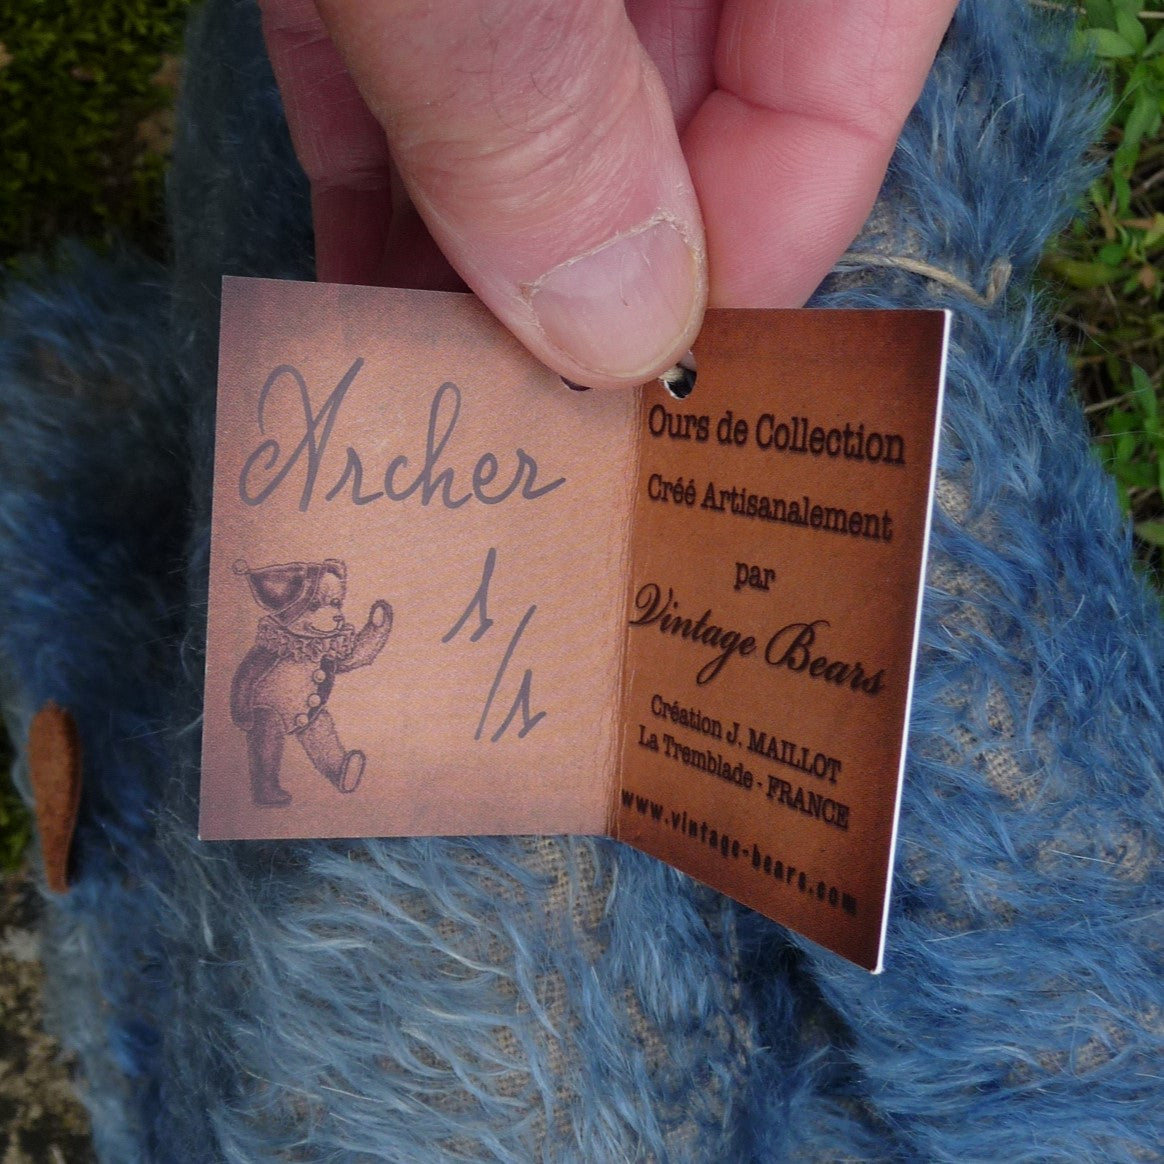 Archer
1/1
Ours de Collection
Créé Artisanalement
par
Vintage Bears
Création J. MAILLOT
La Tremblade - FRANCE
www.vintage-bears.com